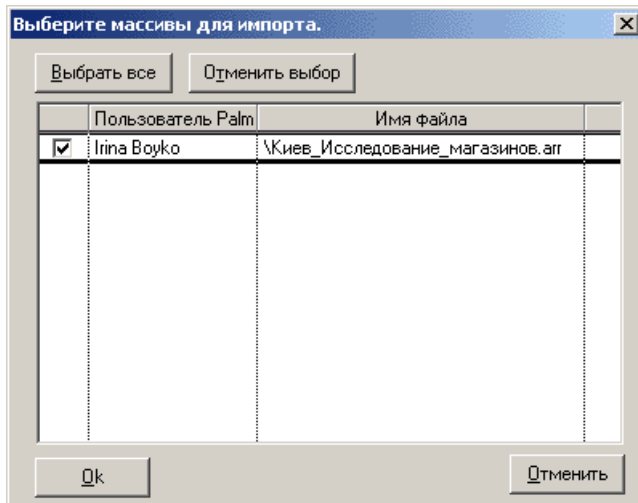 Выберите массивы для импорта.
Выбрать все Отменить выбор
Пользователь Palm Имя файла
Irina Boyko \Киев_Исследование_магазинов.arr
Ok Отменить